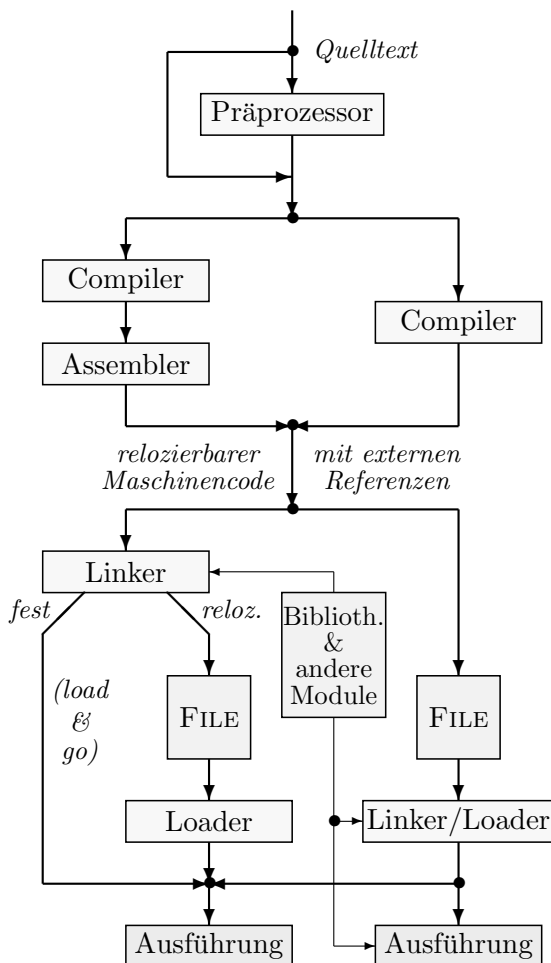 Quelltext
Präprozessor
Compiler
Compiler
Assembler
relozierbarer
Maschinencode
mit externen
Referenzen
Linker
fest
reloz.
Biblioth.
&
andere
Module
(load
&
go)
FILE
FILE
Loader
Linker/Loader
Ausführung
Ausführung